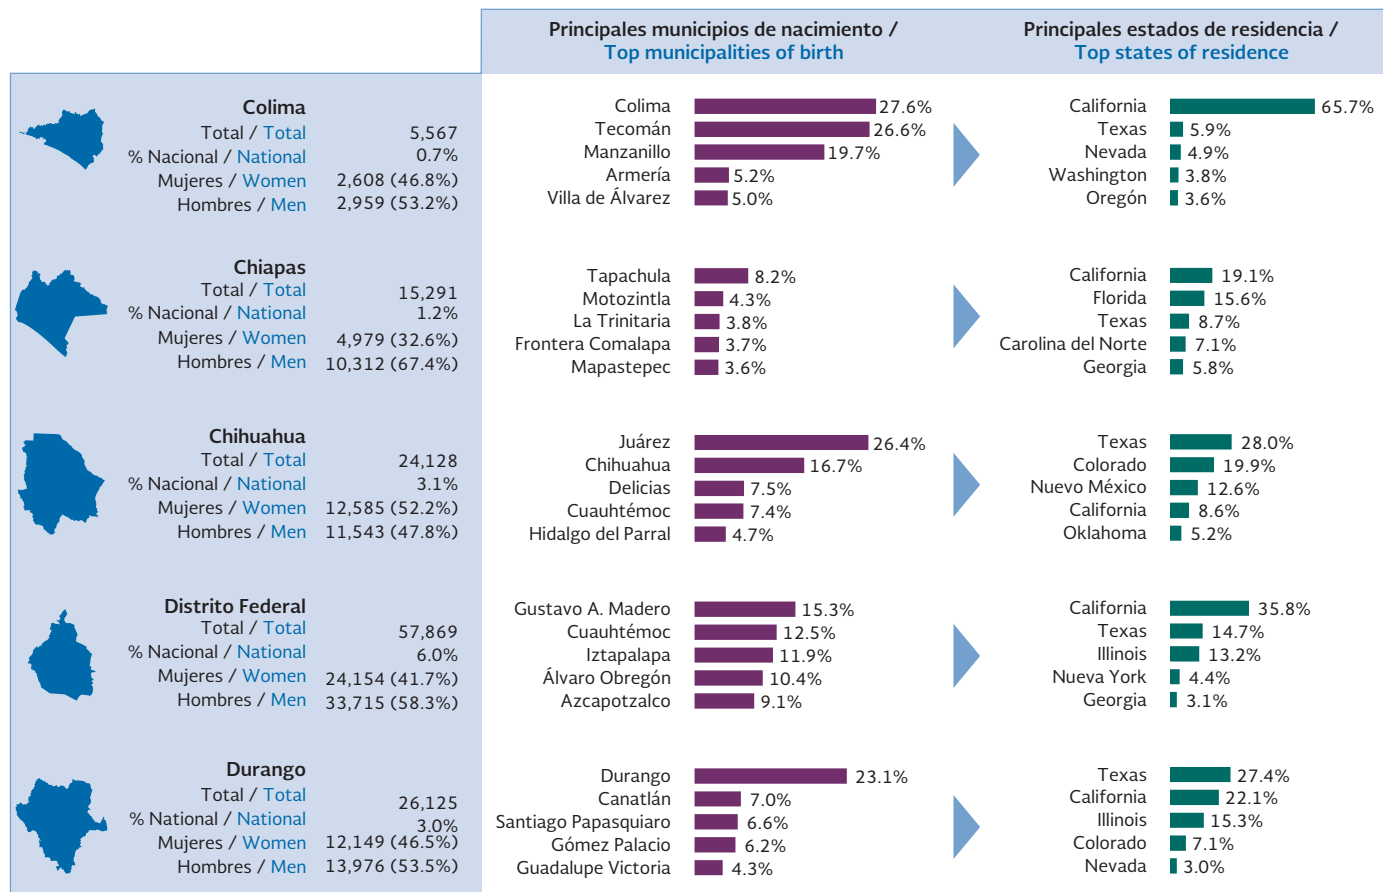 Principales municipios de nacimiento /
Top municipalities of birth
Principales estados de residencia /
Top states of residence
Colima
Total / Total 5,567
% Nacional / National 0.7%
Mujeres / Women 2,608 (46.8%)
Hombres / Men 2,959 (53.2%)
Colima 27.6%
Tecomán 26.6%
Manzanillo 19.7%
Armería 5.2%
Villa de Álvarez 5.0%
California 65.7%
Texas 5.9%
Nevada 4.9%
Washington 3.8%
Oregón 3.6%
Chiapas
Total / Total 15,291
% Nacional / National 1.2%
Mujeres / Women 4,979 (32.6%)
Hombres / Men 10,312 (67.4%)
Tapachula 8.2%
Motozintla 4.3%
La Trinitaria 3.8%
Frontera Comalapa 3.7%
Mapastepec 3.6%
California 19.1%
Florida 15.6%
Texas 8.7%
Carolina del Norte 7.1%
Georgia 5.8%
Chihuahua
Total / Total 24,128
% Nacional / National 3.1%
Mujeres / Women 12,585 (52.2%)
Hombres / Men 11,543 (47.8%)
Juárez 26.4%
Chihuahua 16.7%
Delicias 7.5%
Cuauhtémoc 7.4%
Hidalgo del Parral 4.7%
Texas 28.0%
Colorado 19.9%
Nuevo México 12.6%
California 8.6%
Oklahoma 5.2%
Distrito Federal
Total / Total 57,869
% Nacional / National 6.0%
Mujeres / Women 24,154 (41.7%)
Hombres / Men 33,715 (58.3%)
Gustavo A. Madero 15.3%
Cuauhtémoc 12.5%
Iztapalapa 11.9%
Álvaro Obregón 10.4%
Azcapotzalco 9.1%
California 35.8%
Texas 14.7%
Illinois 13.2%
Nueva York 4.4%
Georgia 3.1%
Durango
Total / Total 26,125
% National / National 3.0%
Mujeres / Women 12,149 (46.5%)
Hombres / Men 13,976 (53.5%)
Durango 23.1%
Canatlán 7.0%
Santiago Papasquiaro 6.6%
Gómez Palacio 6.2%
Guadalupe Victoria 4.3%
Texas 27.4%
California 22.1%
Illinois 15.3%
Colorado 7.1%
Nevada 3.0%